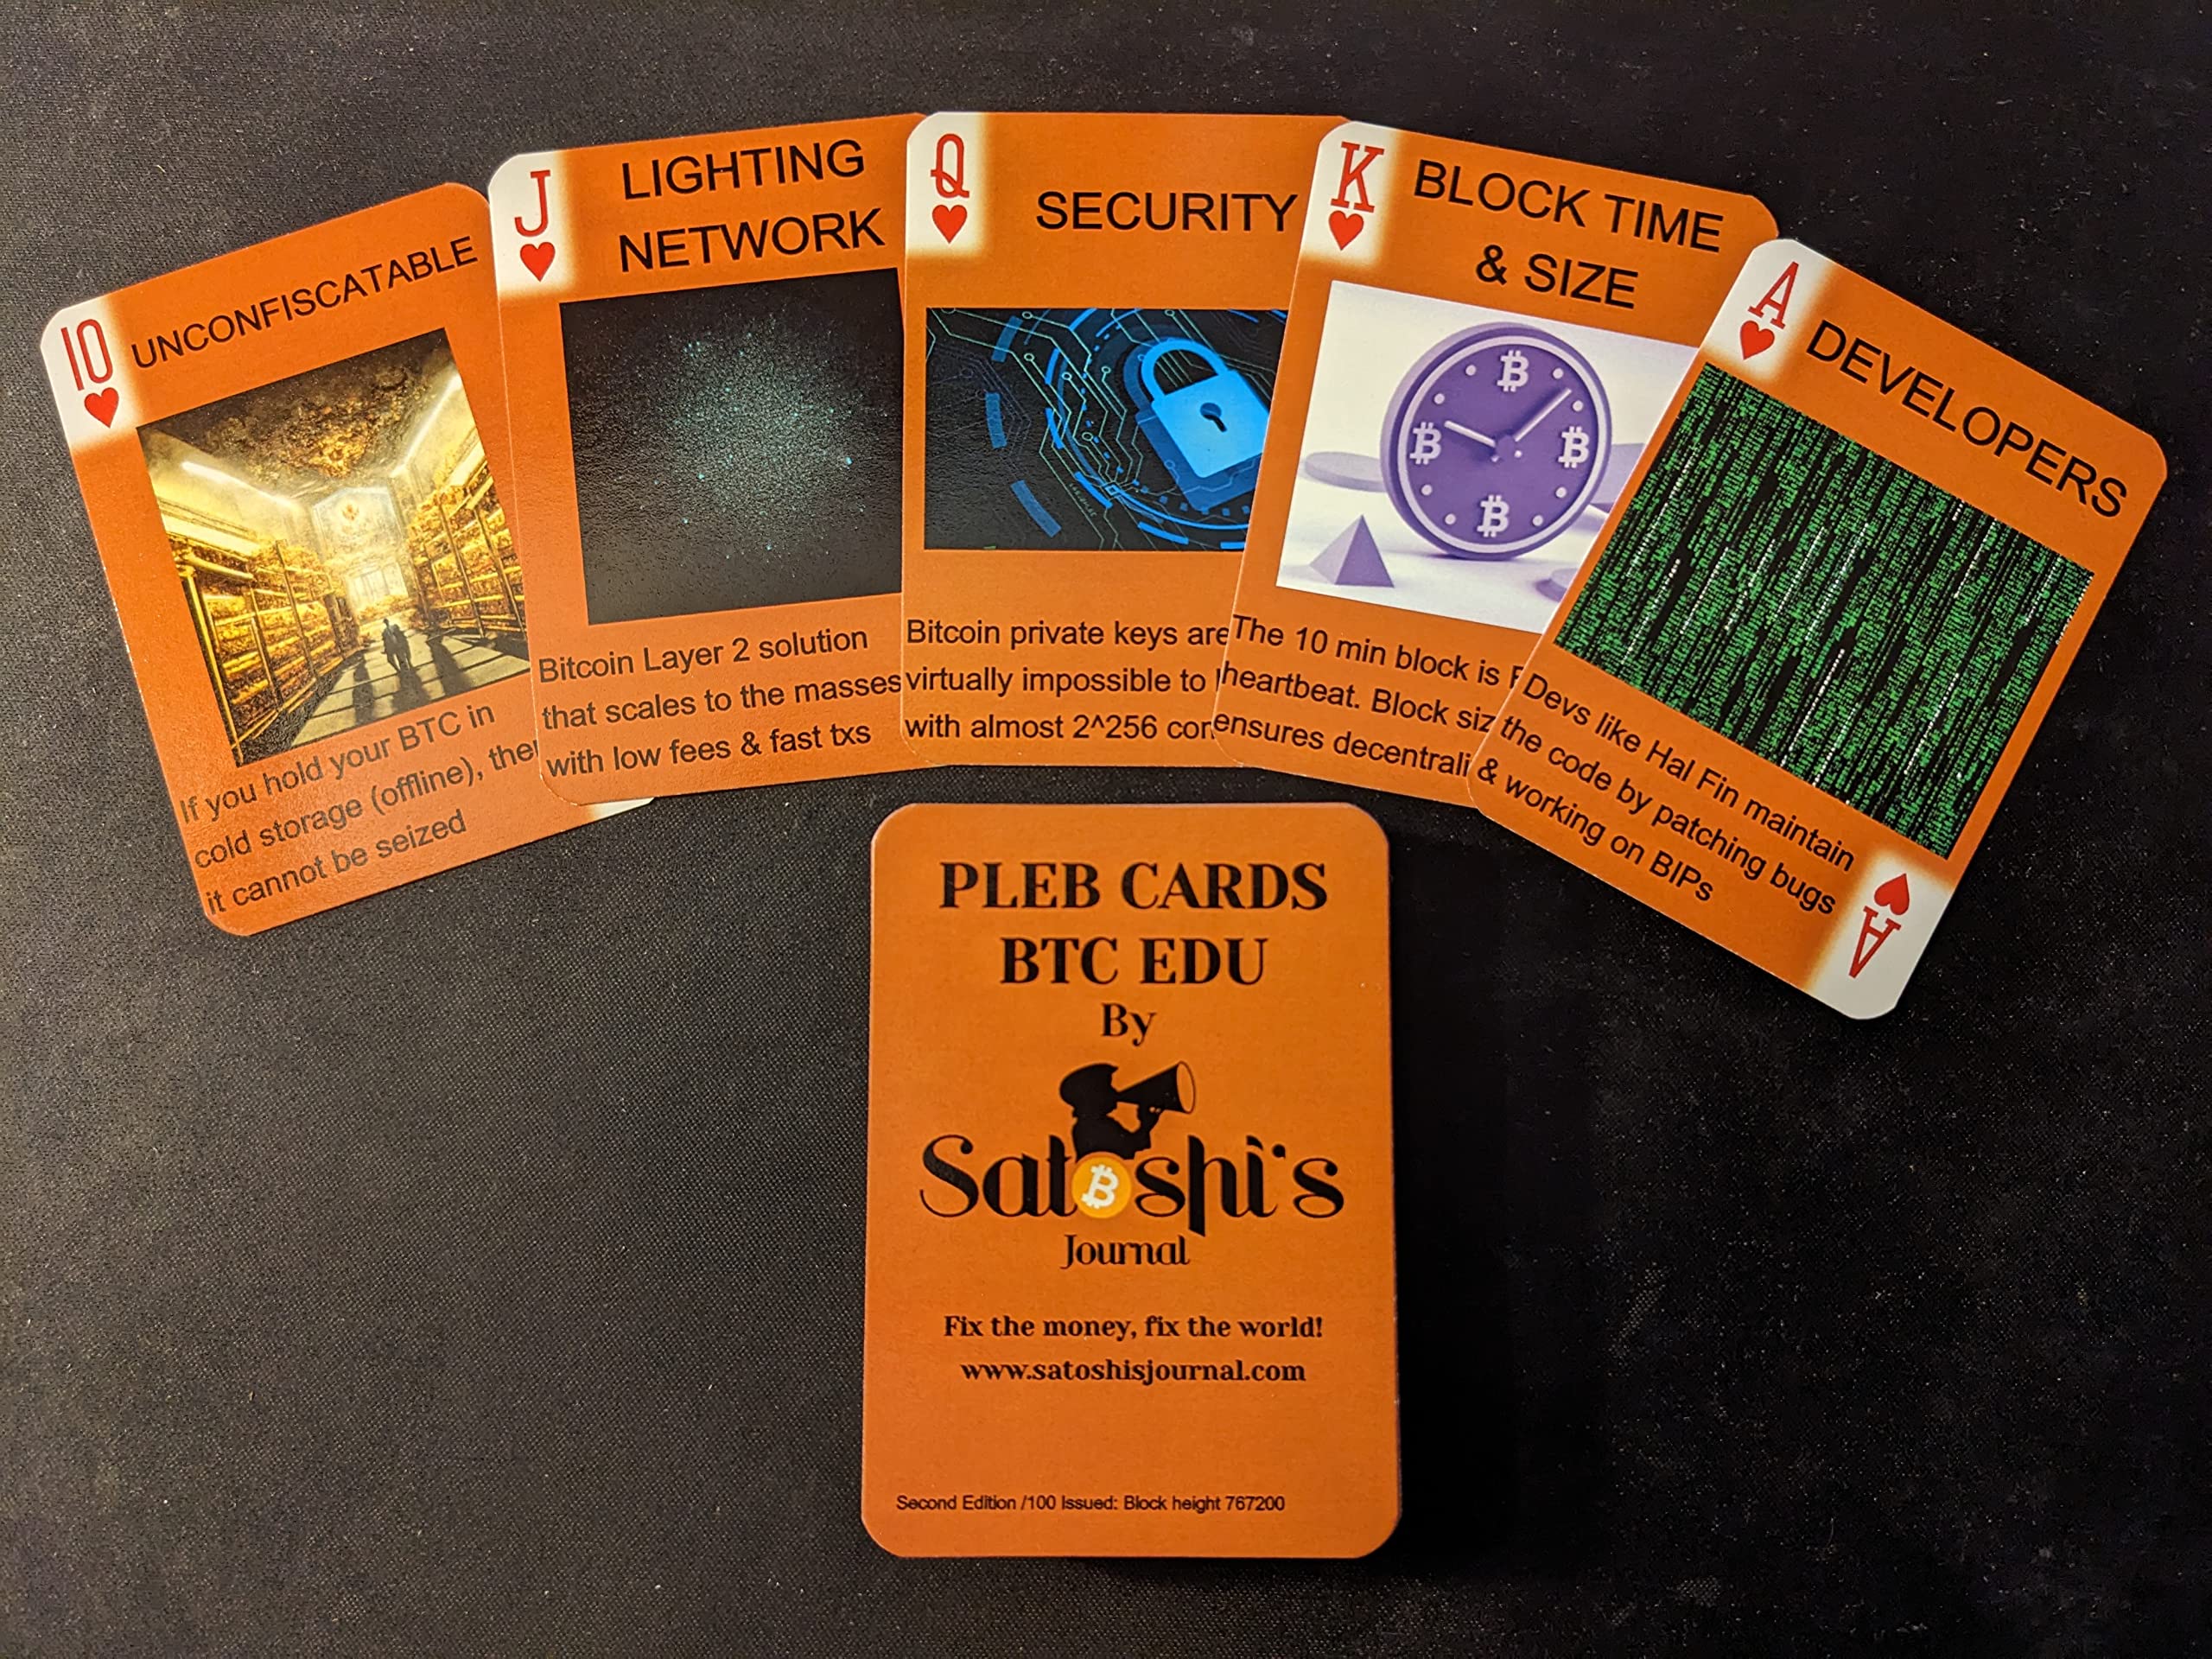 10
UNCONFISCATABLE
If you hold your BTC in
cold storage (offline), the
it cannot be seized
J
LIGHTING
NETWORK
Bitcoin Layer 2 solution
that scales to the masses
with low fees & fast txs
Q
SECURITY
Bitcoin private keys are
virtually impossible to
with almost 2^256
K
BLOCK TIME
& SIZE
The 10 min block is
heartbeat. Block siz
ensures decentrali
A
DEVELOPERS
Devs like Hal Fin maintain
the code by patching bugs
& working on BIPs
A
PLEB CARDS
BTC EDU
By
Satoshi's
Journal
Fix the money, fix the world!
www.satoshisjournal.com
Second Edition /100 Issued: Block height 767200